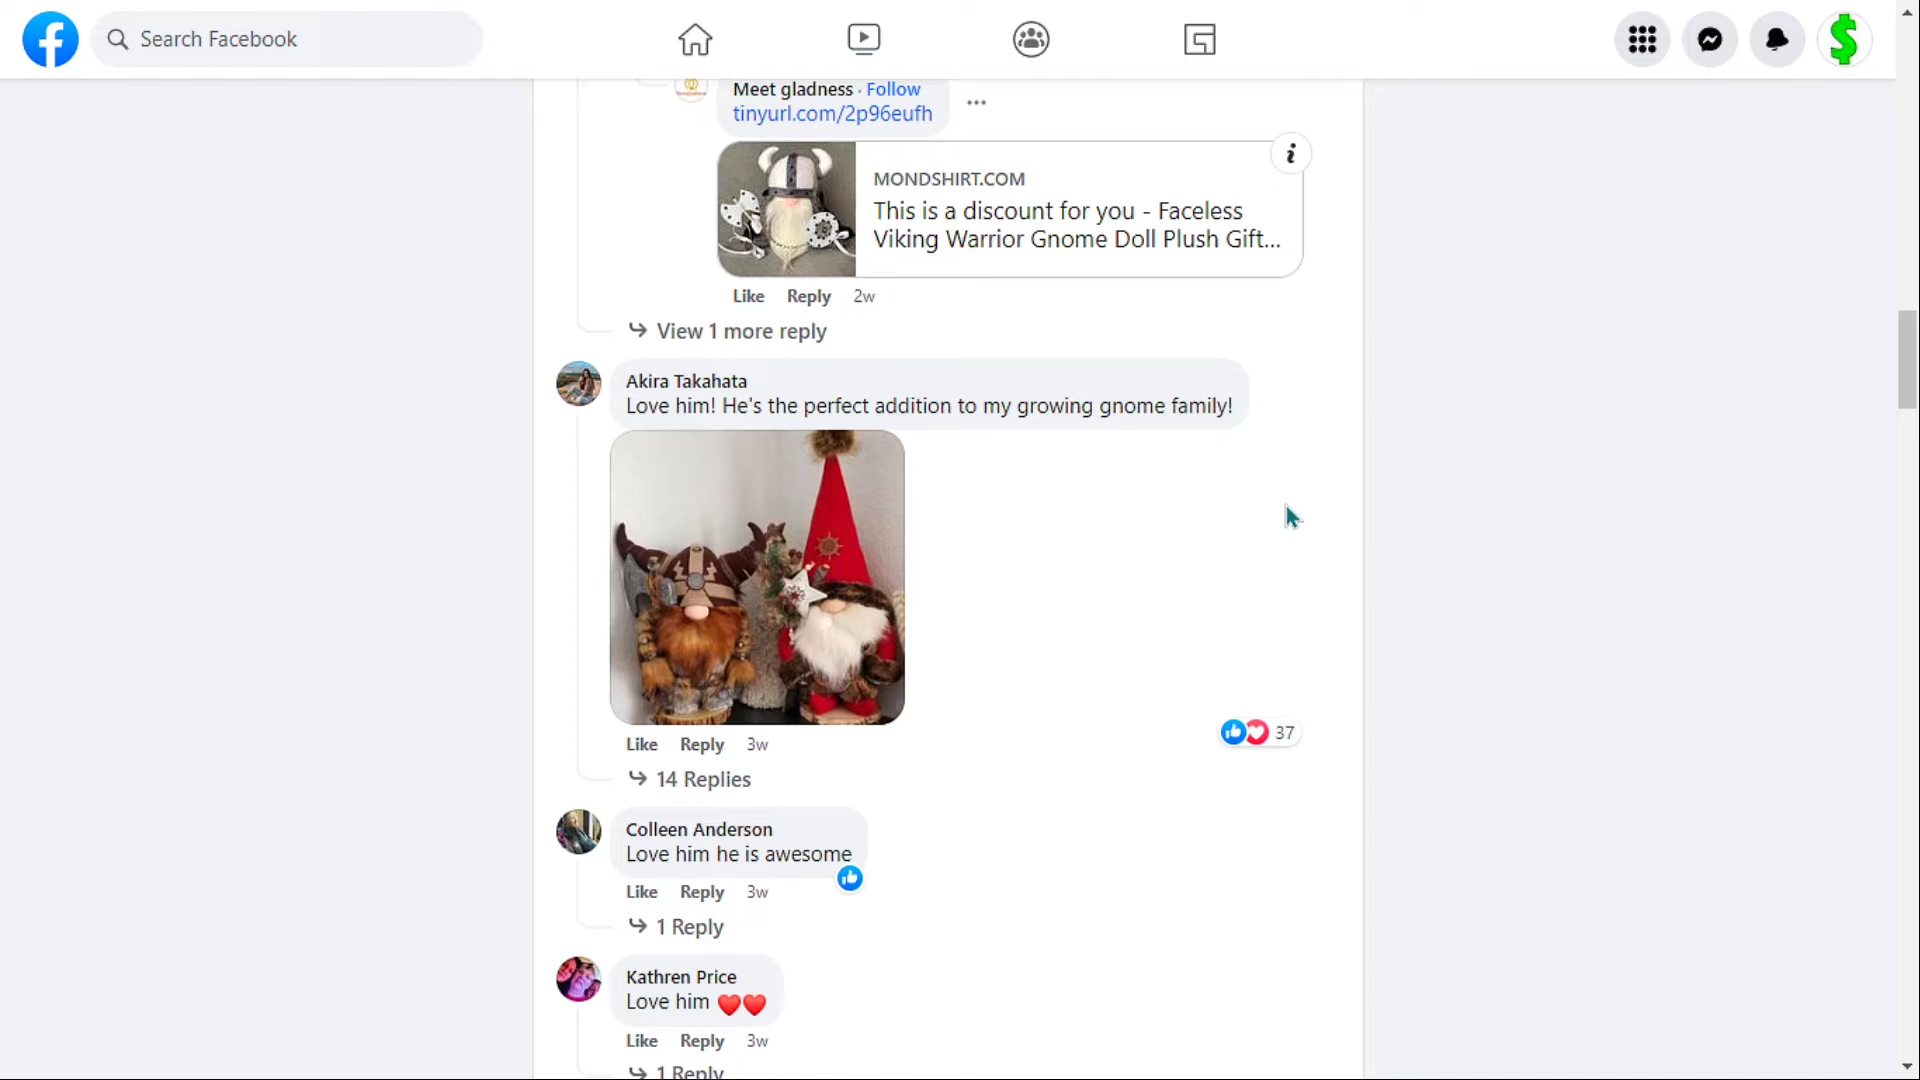 Search Facebook
Meet gladness · Follow
tinyurl.com/2p96eufh
MONDSHIRT.COM
This is a discount for you - Faceless
Viking Warrior Gnome Doll Plush Gift...
Like Reply 2w
View 1 more reply
Akira Takahata
Love him! He's the perfect addition to my growing gnome family!
37
Like Reply 3w
14 Replies
Colleen Anderson
Love him he is awesome
Like Reply 3w
1 Reply
Kathren Price
Love him ❤️❤️
Like Reply 3w
1 Reply